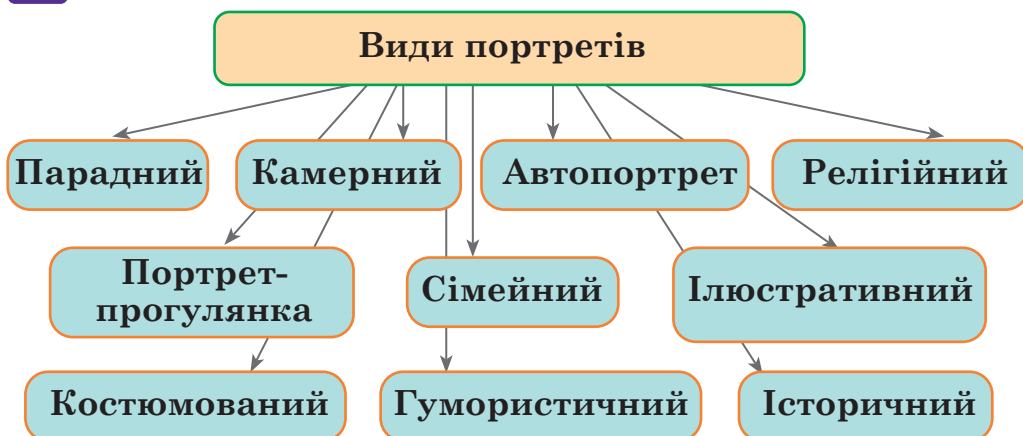 Види портретів
Парадний
Камерний
Автопортрет
Релігійний
Портрет-
прогулянка
Сімейний
Ілюстративний
Костюмований
Гумористичний
Історичний